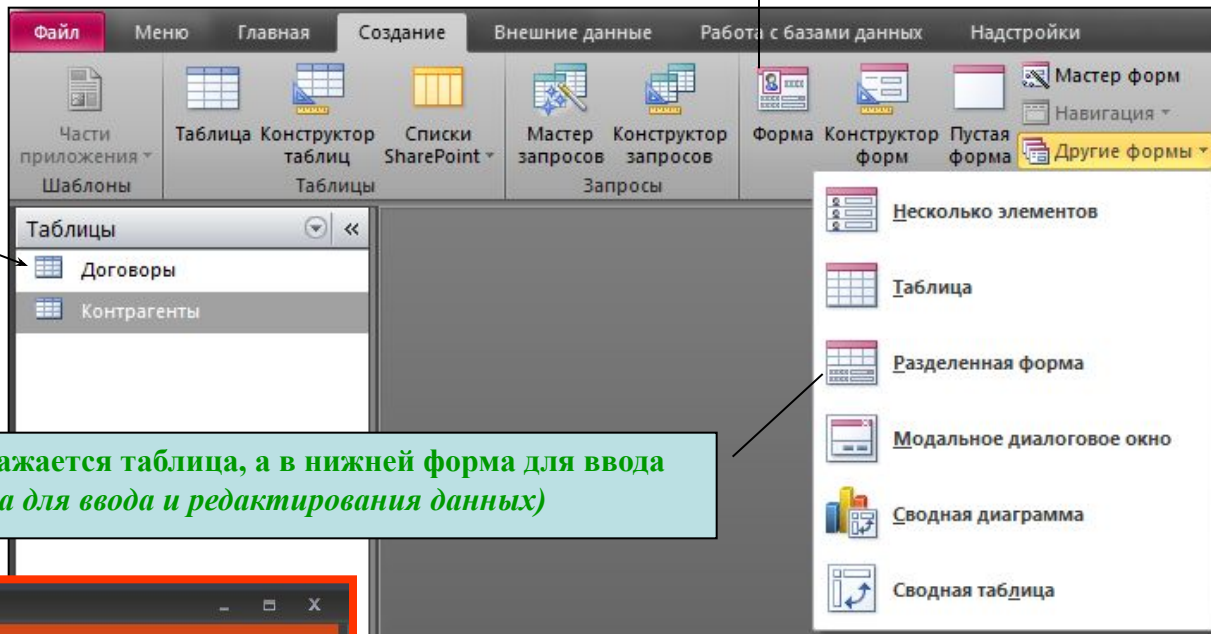 Файл Меню Главная Создание Внешние данные Работа с базами данных Надстройки
Части приложения
Таблица
Конструктор таблиц
Списки SharePoint
Мастер запросов
Конструктор запросов
Форма
Конструктор форм
Пустая форма
Мастер форм
Навигация
Другие формы
Шаблоны Таблицы Запросы
Таблицы
Договоры
Контрагенты
Несколько элементов
Таблица
Разделенная форма
Модальное диалоговое окно
Сводная диаграмма
Сводная таблица
таблица, а в нижней форма для ввода
для ввода и редактирования данных)